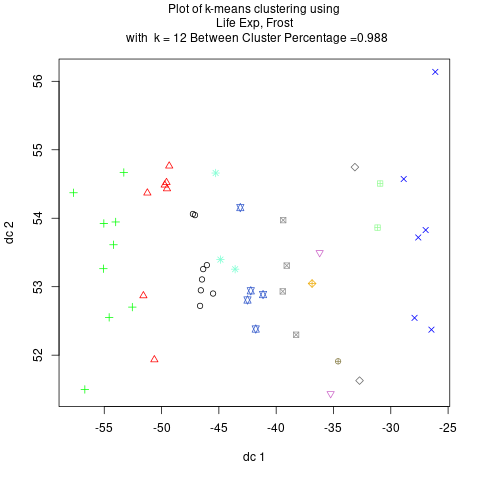 Plot of k-means clustering using
Life Exp, Frost
with  k = 12 Between Cluster Percentage =0.988
56
55
54
53
52
dc 2
-55
-50
-45
-40
-35
-30
-25
dc 1